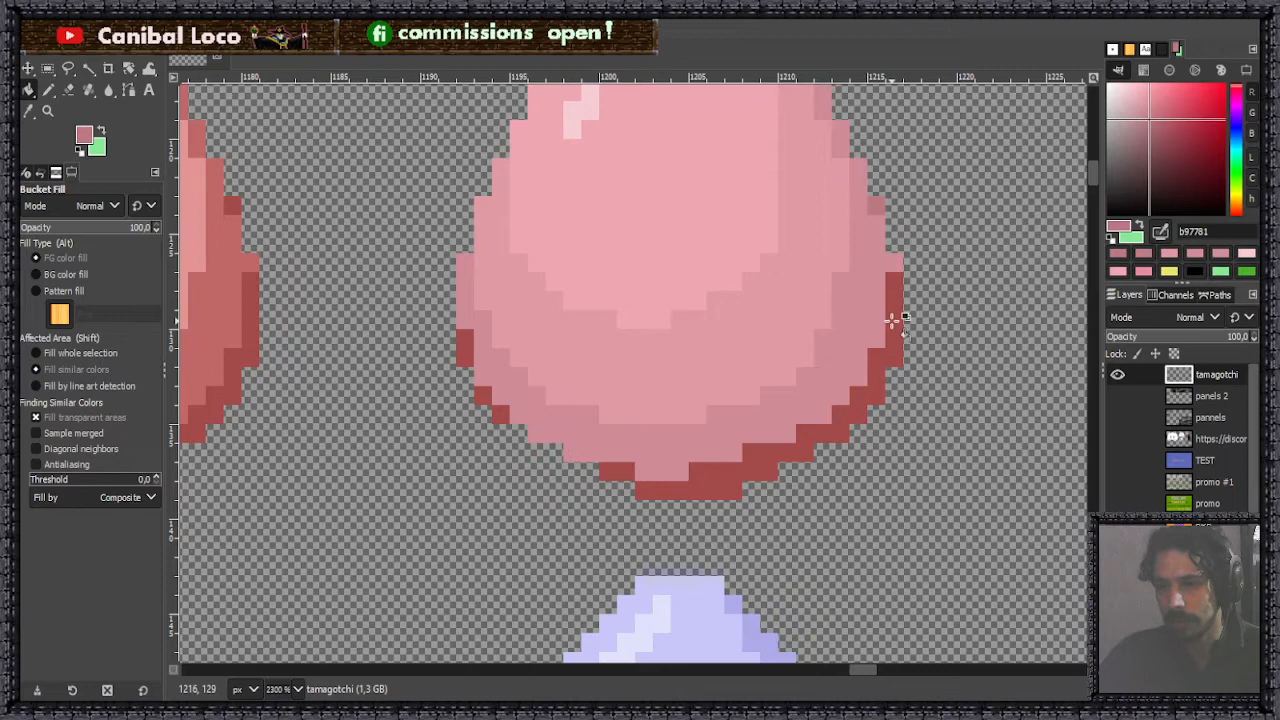 Canibal Loco
fi commissions open!
1180 1185 1190 1195 1200 1205 1210 1215 1220 1225
Bucket Fill
Mode Normal
Opacity 100,0
Fill Type (Alt)
FG color fill
BG color fill
Pattern fill
Affected Area (Shift)
Fill whole selection
Fill similar colors
Fill by line art detection
Finding Similar Colors
Fill transparent areas
Sample merged
Diagonal neighbors
Antialiasing
Threshold 0,0
Fill by Composite
R
G
B
L
C
h
b97781
Layers Channels Paths
Mode Normal
Opacity 100,0
Lock:
tamagotchi
panels 2
pannels
https://discor
TEST
promo #1
promo
1216, 129 px 2300 % tamagotchi (1,3 GB)